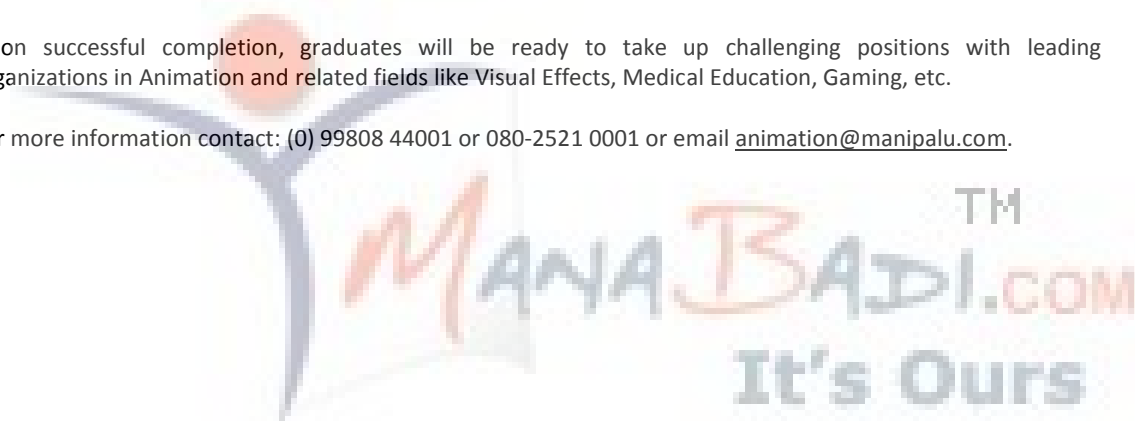 on successful completion, graduates will be ready to take up challenging positions with leading
ganizations in Animation and related fields like Visual Effects, Medical Education, Gaming, etc.
r more information contact: (0) 99808 44001 or 080-2521 0001 or email animation@manipalu.com.
MANABADI.COM TM
It's Ours